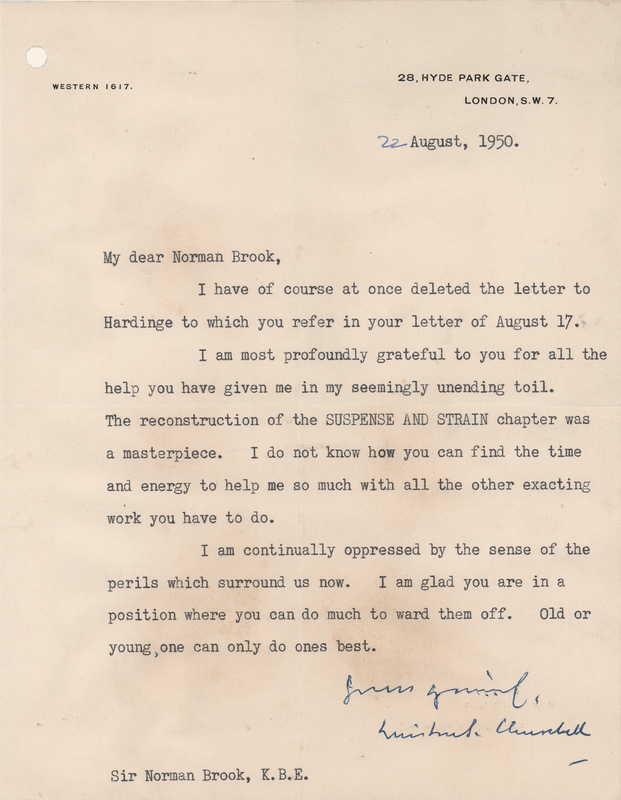 WESTERN 1617.
28, HYDE PARK GATE,
LONDON, S.W. 7.
22 August, 1950.
My dear Norman Brook,
I have of course at once deleted the letter to
Hardinge to which you refer in your letter of August 17.
I am most profoundly grateful to you for all the
help you have given me in my seemingly unending toil.
The reconstruction of the SUSPENSE AND STRAIN chapter was
a masterpiece. I do not know how you can find the time
and energy to help me so much with all the other exacting
work you have to do.
I am continually oppressed by the sense of the
perils which surround us now. I am glad you are in a
position where you can do much to ward them off. Old or
young, one can only do ones best.
Winston S. Churchill
Sir Norman Brook, K.B.E.